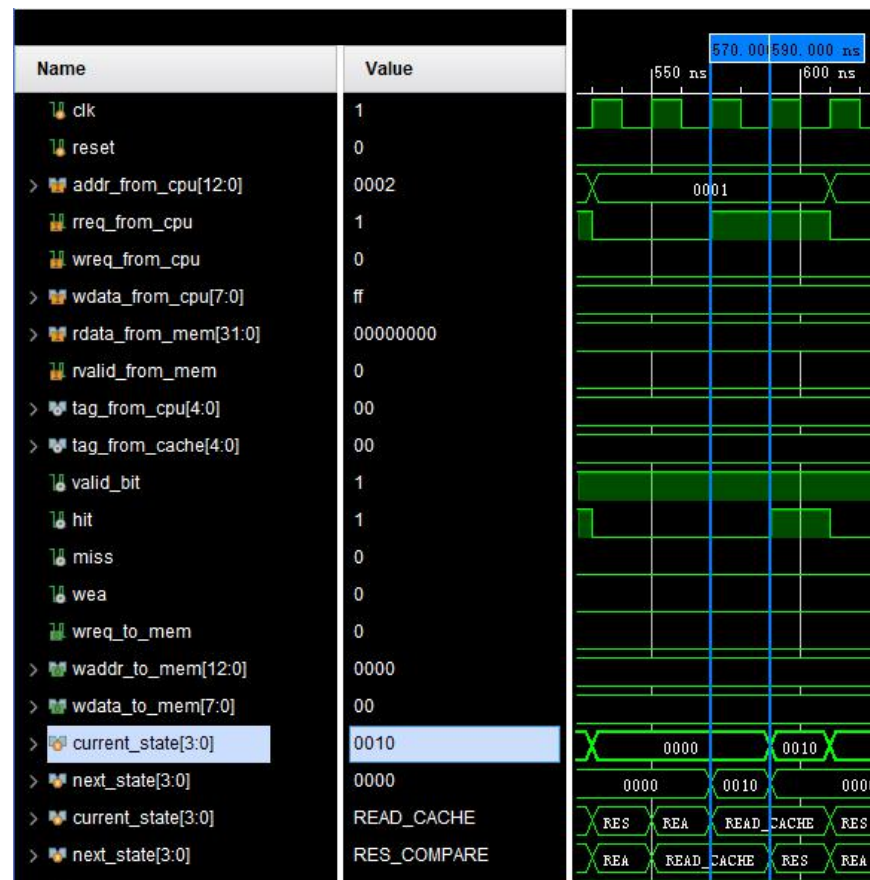 570.00 590.000 ns
Name Value 550 ns 600 ns
clk 1
reset 0
addr_from_cpu[12:0] 0002 0001
rreq_from_cpu 1
wreq_from_cpu 0
wdata_from_cpu[7:0] ff
rdata_from_mem[31:0] 00000000
rvalid_from_mem 0
tag_from_cpu[4:0] 00
tag_from_cache[4:0] 00
valid_bit 1
hit 1
miss 0
wea 0
wreq_to_mem 0
waddr_to_mem[12:0] 0000
wdata_to_mem[7:0] 00
current_state[3:0] 0010 0000 0010
next_state[3:0] 0000 0000 0010 000
current_state[3:0] READ_CACHE RES REA READ_CACHE RES
next_state[3:0] RES_COMPARE REA READ_CACHE RES REA